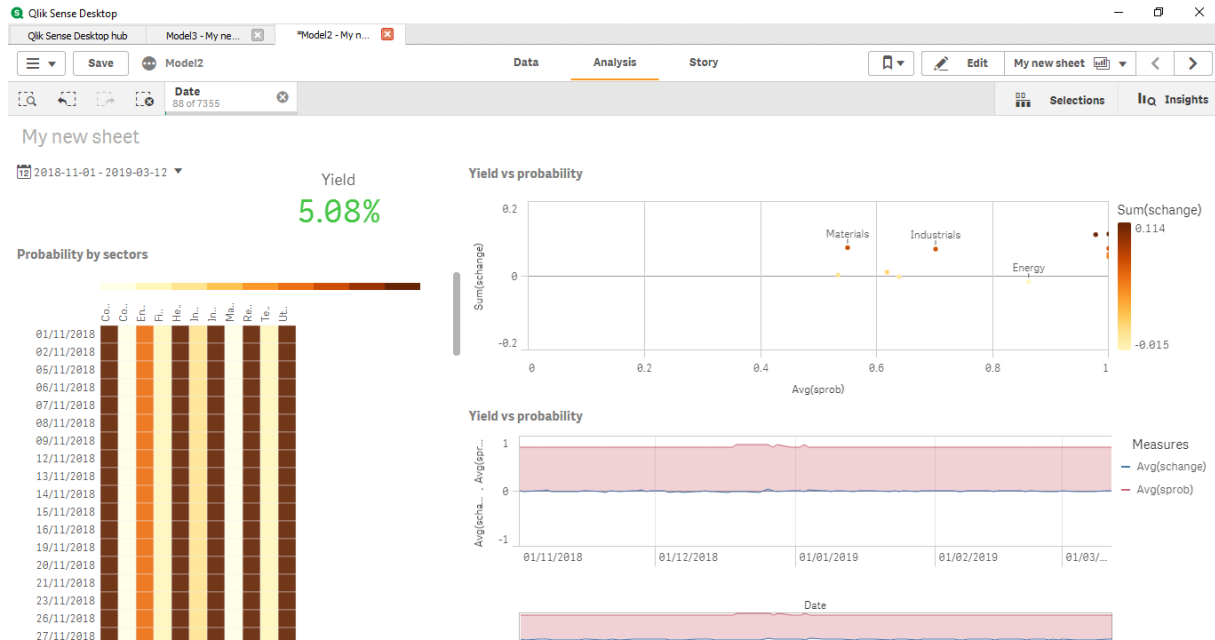 Qlik Sense Desktop
Qlik Sense Desktop hub
Model3 - My ne...
*Model2 - My n...
Save
Model2
Data
Analysis
Story
Edit
My new sheet
Date
88 of 7355
Selections
Insights
My new sheet
12 2018-11-01 - 2019-03-12
Yield
5.08%
Probability by sectors
Co..
Co..
En..
Fi..
He..
In..
In..
Ma..
Re..
Te..
Ut..
01/11/2018
02/11/2018
05/11/2018
06/11/2018
07/11/2018
08/11/2018
09/11/2018
12/11/2018
13/11/2018
14/11/2018
15/11/2018
16/11/2018
19/11/2018
20/11/2018
21/11/2018
23/11/2018
26/11/2018
27/11/2018
Yield vs probability
Sum(schange)
0.2
0
-0.2
Materials
Industrials
Energy
0
0.2
0.4
0.6
0.8
1
Avg(sprob)
Sum(schange)
0.114
-0.015
Yield vs probability
Avg(scha... , Avg(spr...
1
0
-1
01/11/2018
01/12/2018
01/01/2019
01/02/2019
01/03/...
Date
Measures
Avg(schange)
Avg(sprob)